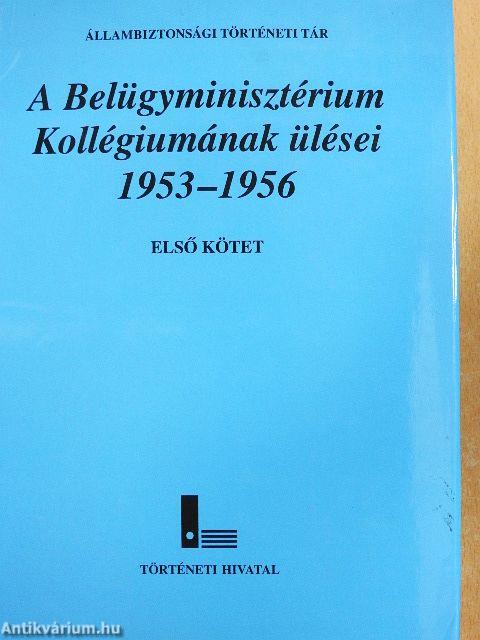 ÁLLAMBIZTONSÁGI TÖRTÉNETI TÁR
A Belügyminisztérium
Kollégiumának ülései
1953–1956
ELSŐ KÖTET
TÖRTÉNETI HIVATAL
Antikvárium.hu